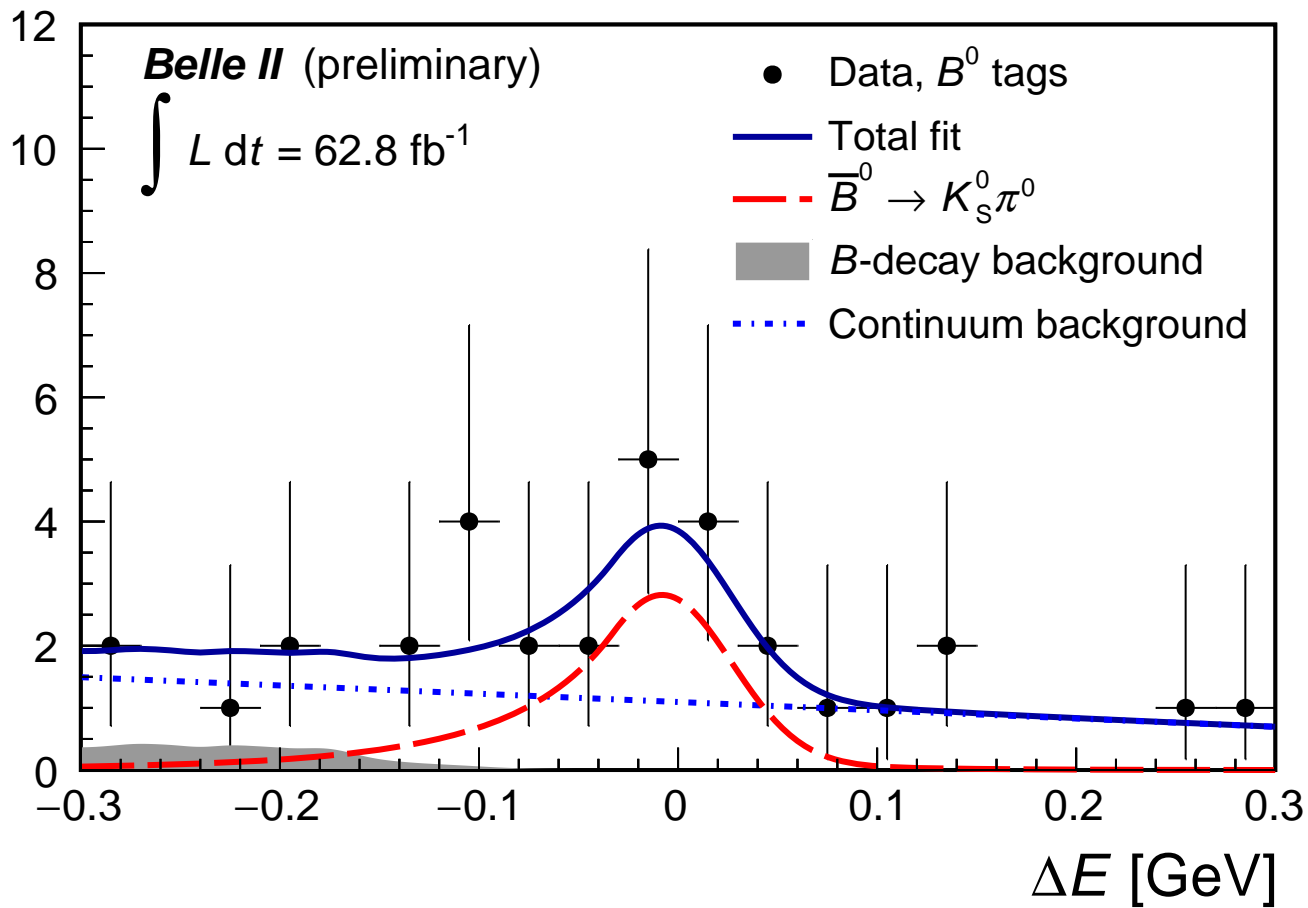 12
10
8
6
4
2
0
Belle II (preliminary)
∫ L dt = 62.8 fb⁻¹
Data, B⁰ tags
Total fit
B̅⁰ → K⁰_S π⁰
B-decay background
Continuum background
−0.3 −0.2 −0.1 0 0.1 0.2 0.3
ΔE [GeV]